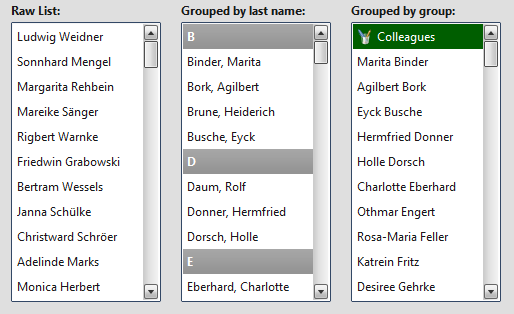 Raw List:
Ludwig Weidner
Sonnhard Mengel
Margarita Rehbein
Mareike Sänger
Rigbert Warnke
Friedwin Grabowski
Bertram Wessels
Janna Schülke
Christward Schröer
Adelinde Marks
Monica Herbert
Grouped by last name:
B
Binder, Marita
Bork, Agilbert
Brune, Heiderich
Busche, Eyck
D
Daum, Rolf
Donner, Hermfried
Dorsch, Holle
E
Eberhard, Charlotte
Grouped by group:
Colleagues
Marita Binder
Agilbert Bork
Eyck Busche
Hermfried Donner
Holle Dorsch
Charlotte Eberhard
Othmar Engert
Rosa-Maria Feller
Katrein Fritz
Desiree Gehrke